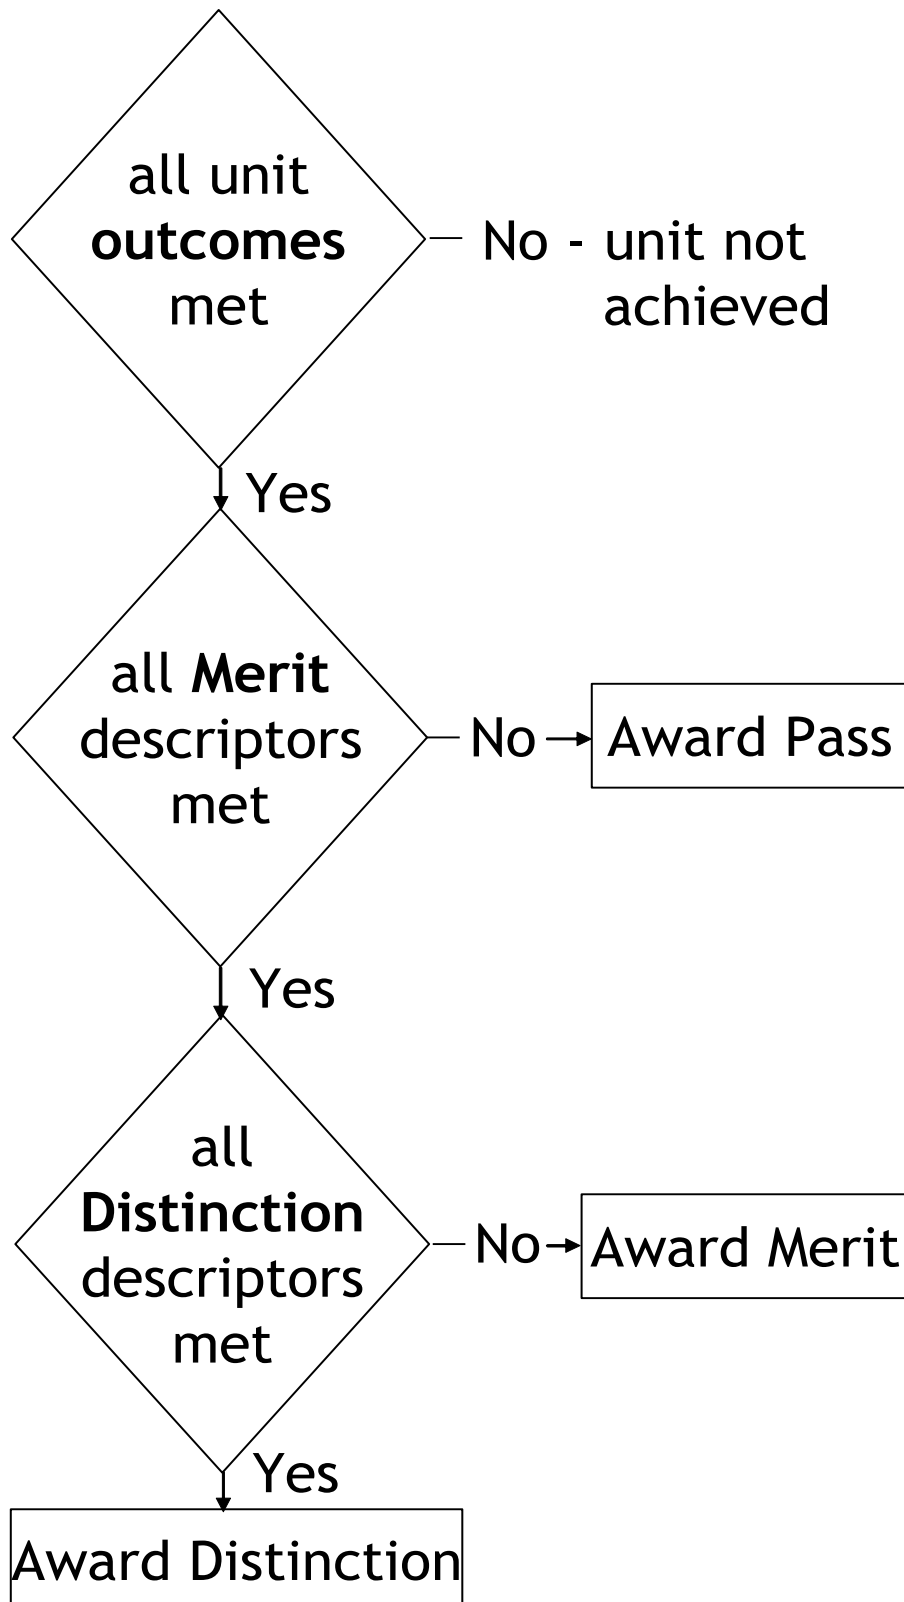 all unit
outcomes
met
No - unit not
achieved
Yes
all Merit
descriptors
met
No
Award Pass
Yes
all
Distinction
descriptors
met
No
Award Merit
Yes
Award Distinction